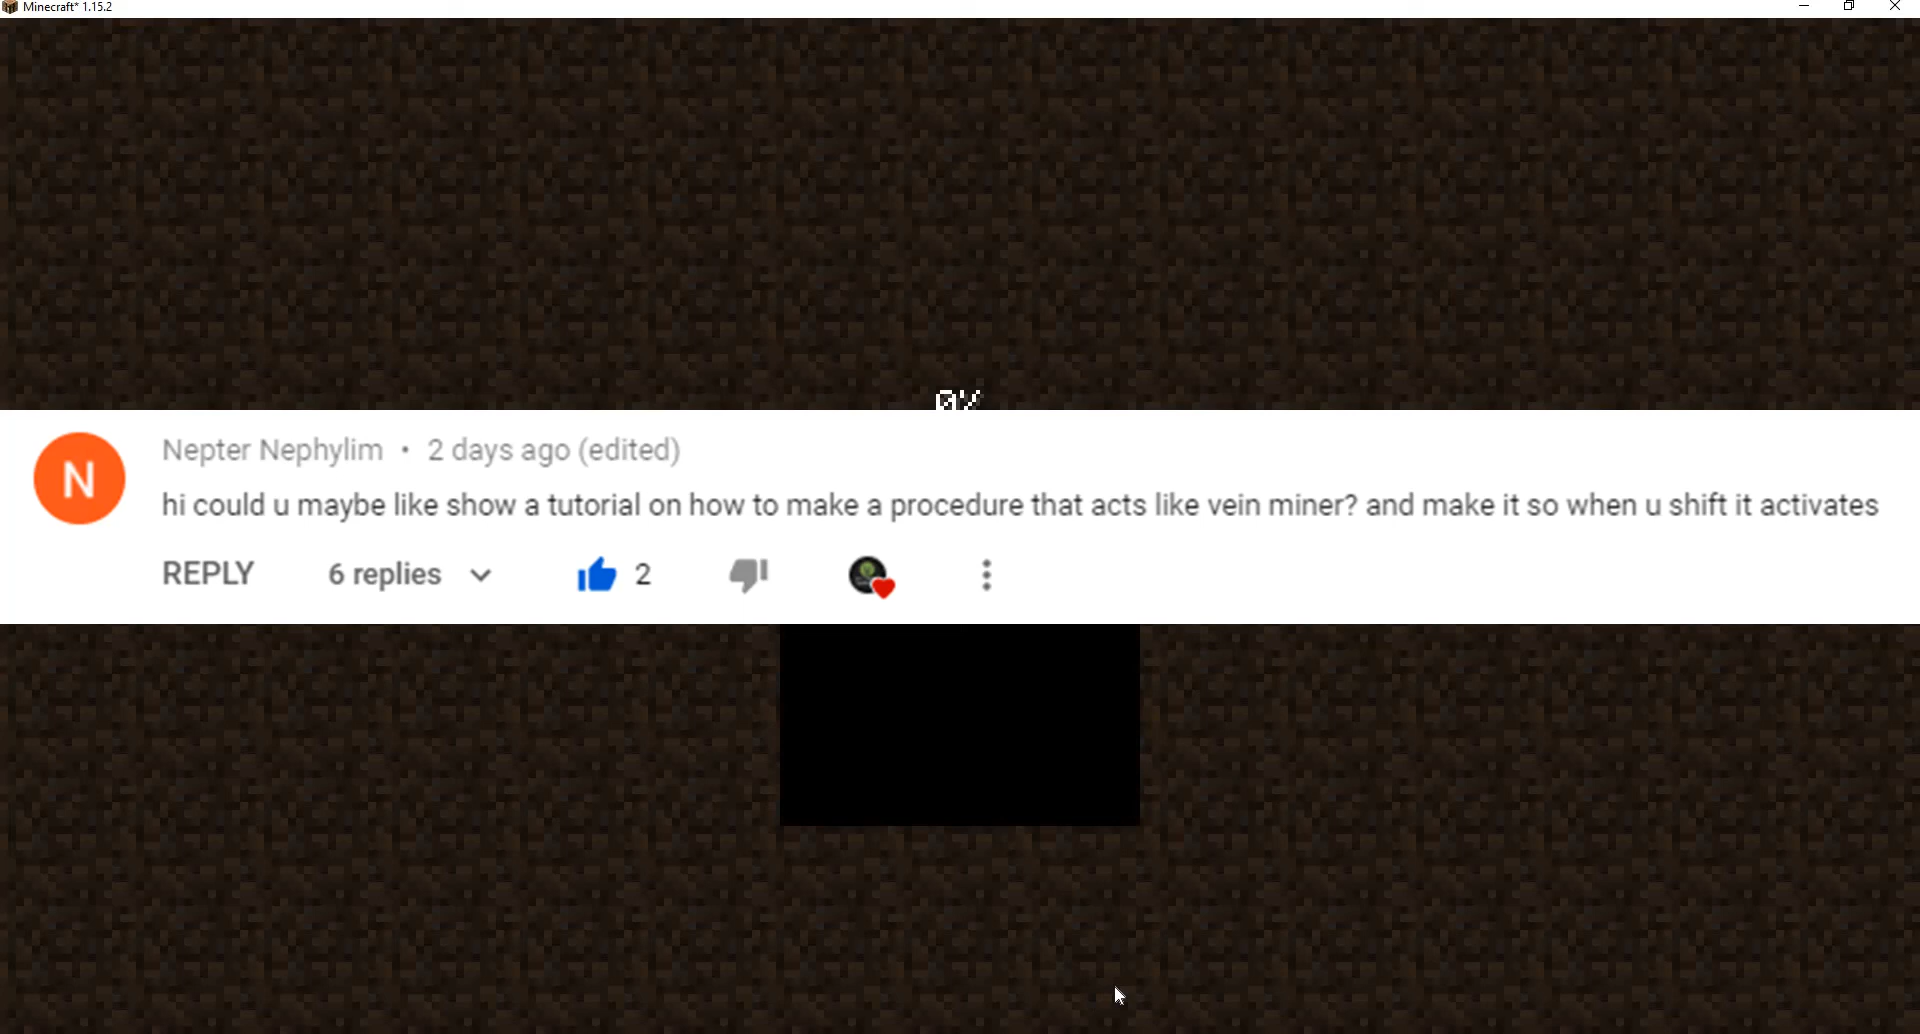 Minecraft* 1.15.2
0%
N
Nepter Nephylim • 2 days ago (edited)
hi could u maybe like show a tutorial on how to make a procedure that acts like vein miner? and make it so when u shift it activates
REPLY 6 replies 2